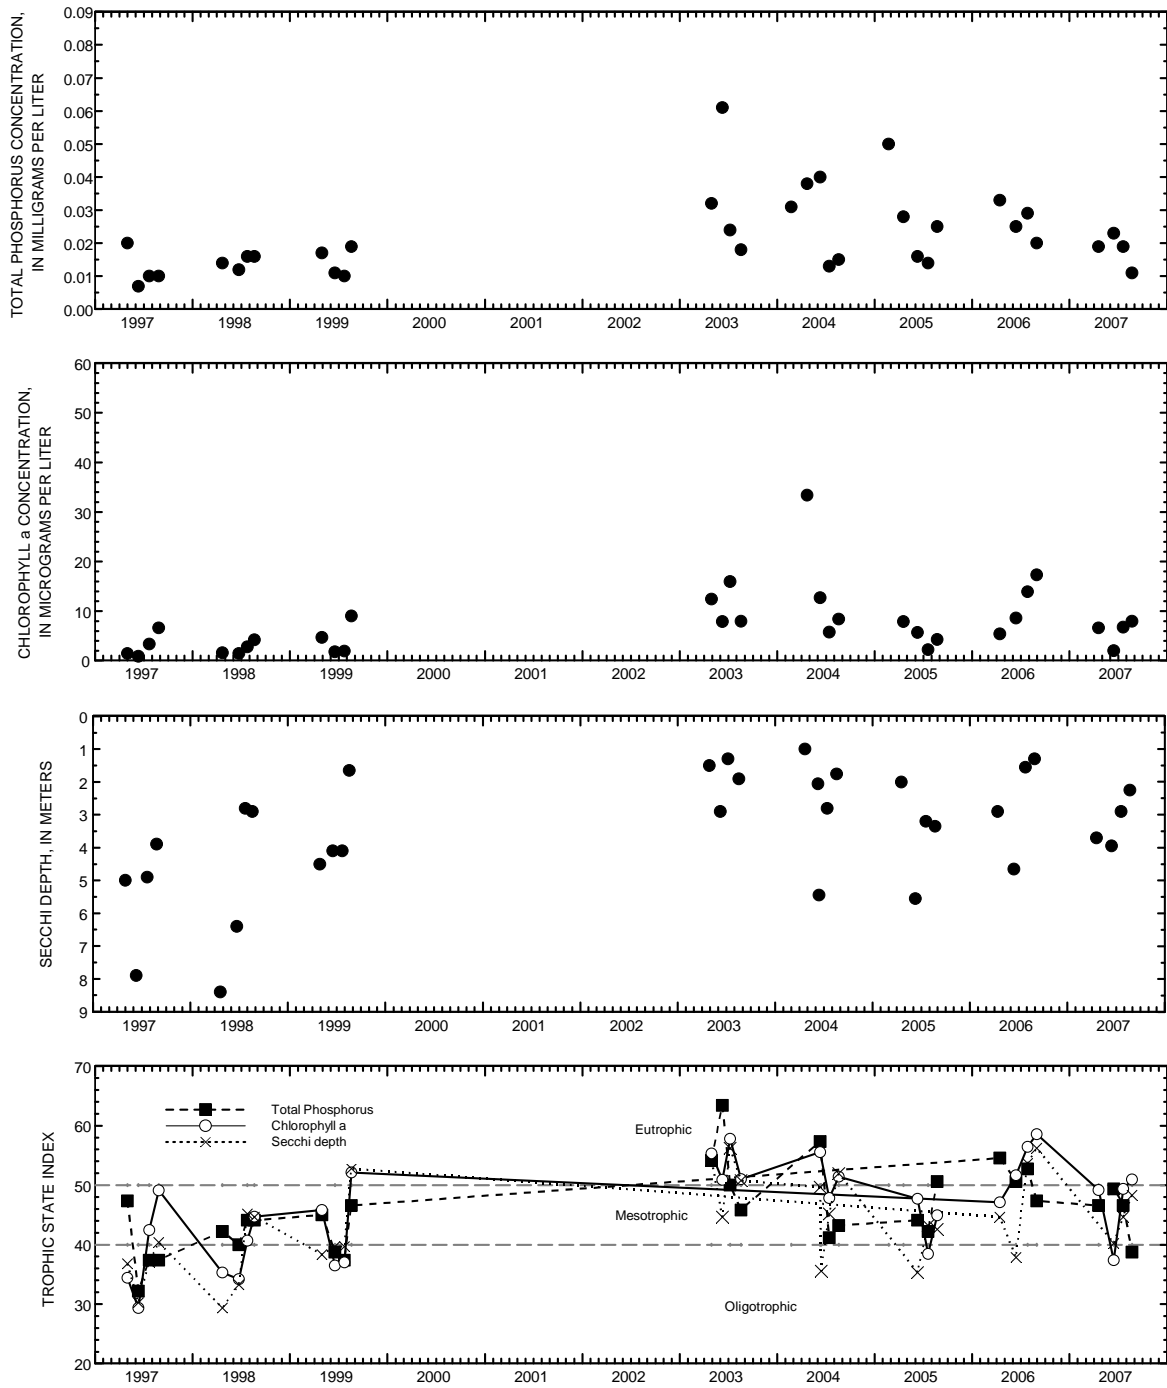 TOTAL PHOSPHORUS CONCENTRATION,
IN MILLIGRAMS PER LITER
0.09
0.08
0.07
0.06
0.05
0.04
0.03
0.02
0.01
0.00
1997 1998 1999 2000 2001 2002 2003 2004 2005 2006 2007
CHLOROPHYLL a CONCENTRATION,
IN MICROGRAMS PER LITER
60
50
40
30
20
10
0
1997 1998 1999 2000 2001 2002 2003 2004 2005 2006 2007
SECCHI DEPTH, IN METERS
0
1
2
3
4
5
6
7
8
9
1997 1998 1999 2000 2001 2002 2003 2004 2005 2006 2007
TROPHIC STATE INDEX
70
60
50
40
30
20
Total Phosphorus
Chlorophyll a
Secchi depth
Eutrophic
Mesotrophic
Oligotrophic
1997 1998 1999 2000 2001 2002 2003 2004 2005 2006 2007